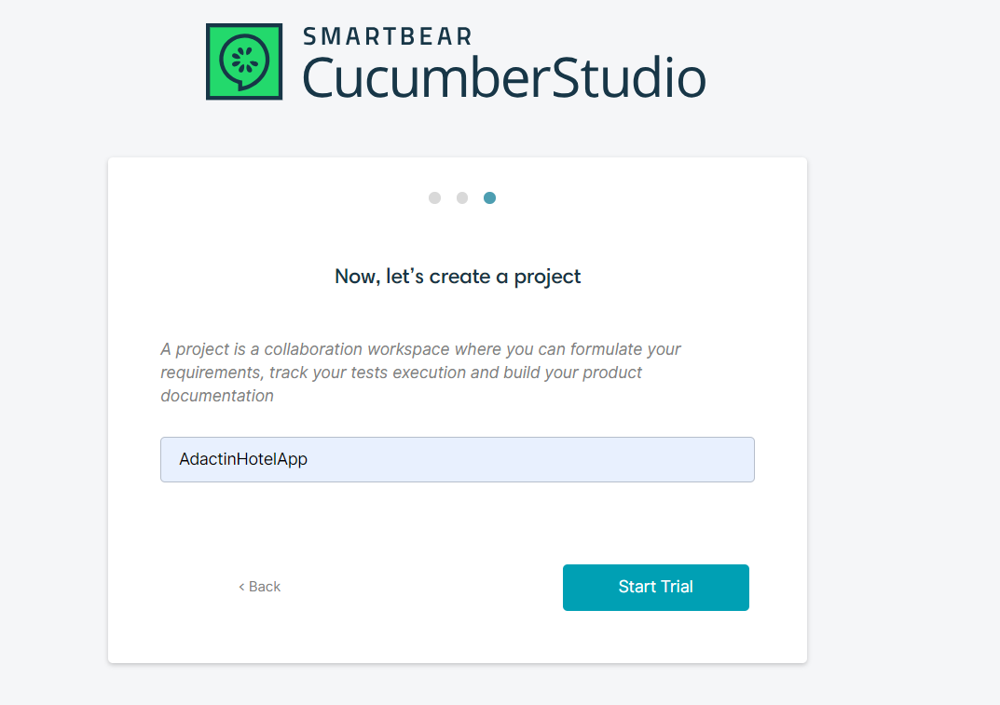 SMARTBEAR
CucumberStudio
Now, let's create a project
A project is a collaboration workspace where you can formulate your
requirements, track your tests execution and build your product
documentation
AdactinHotelApp
< Back
Start Trial